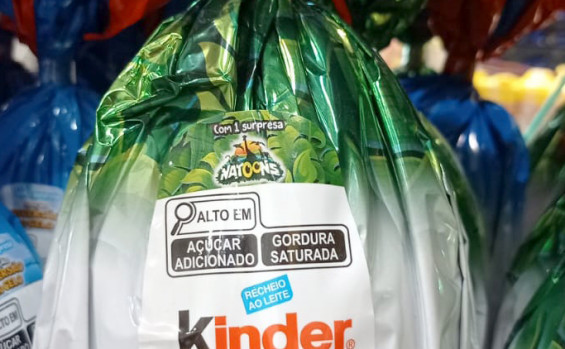 Com 1 surpresa
NATOONS
ALTO EM
AÇÚCAR
ADICIONADO
GORDURA
SATURADA
RECHEIO
AO LEITE
Kinder